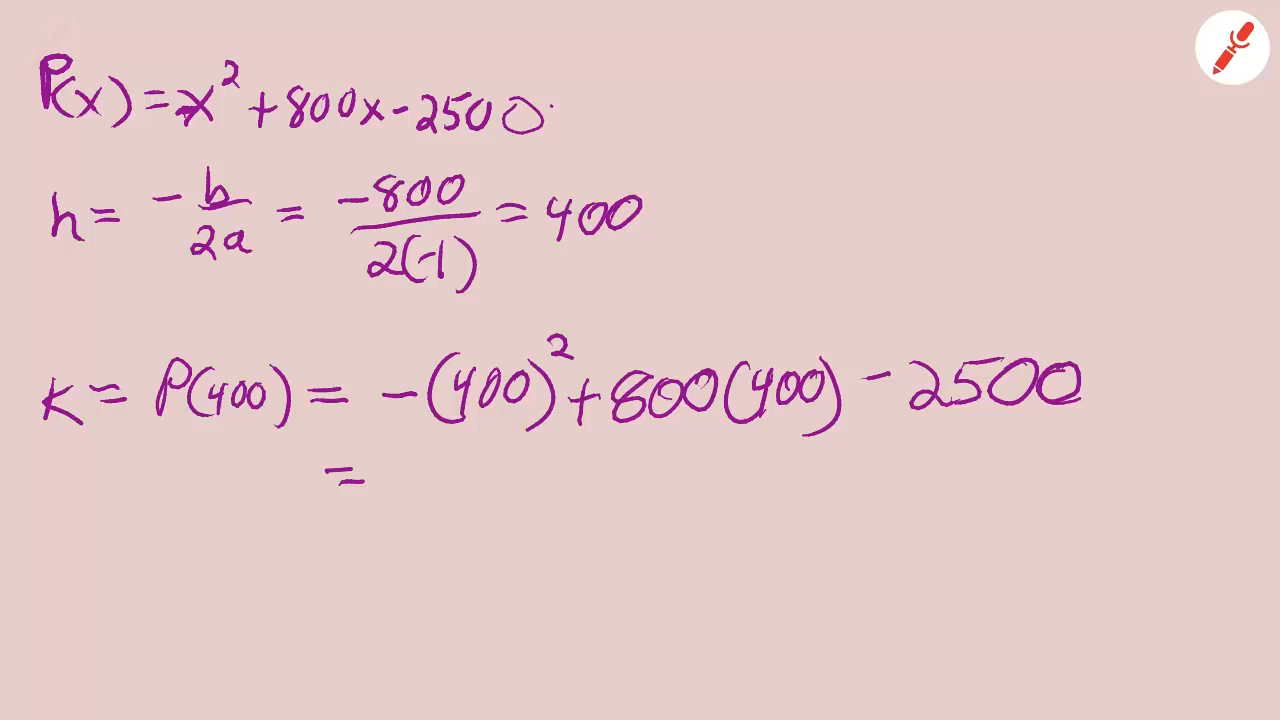 P(x) = -x² + 800x - 2500
h = -b/2a = -800/2(-1) = 400
K = P(400) = -(400)² + 800(400) - 2500
=